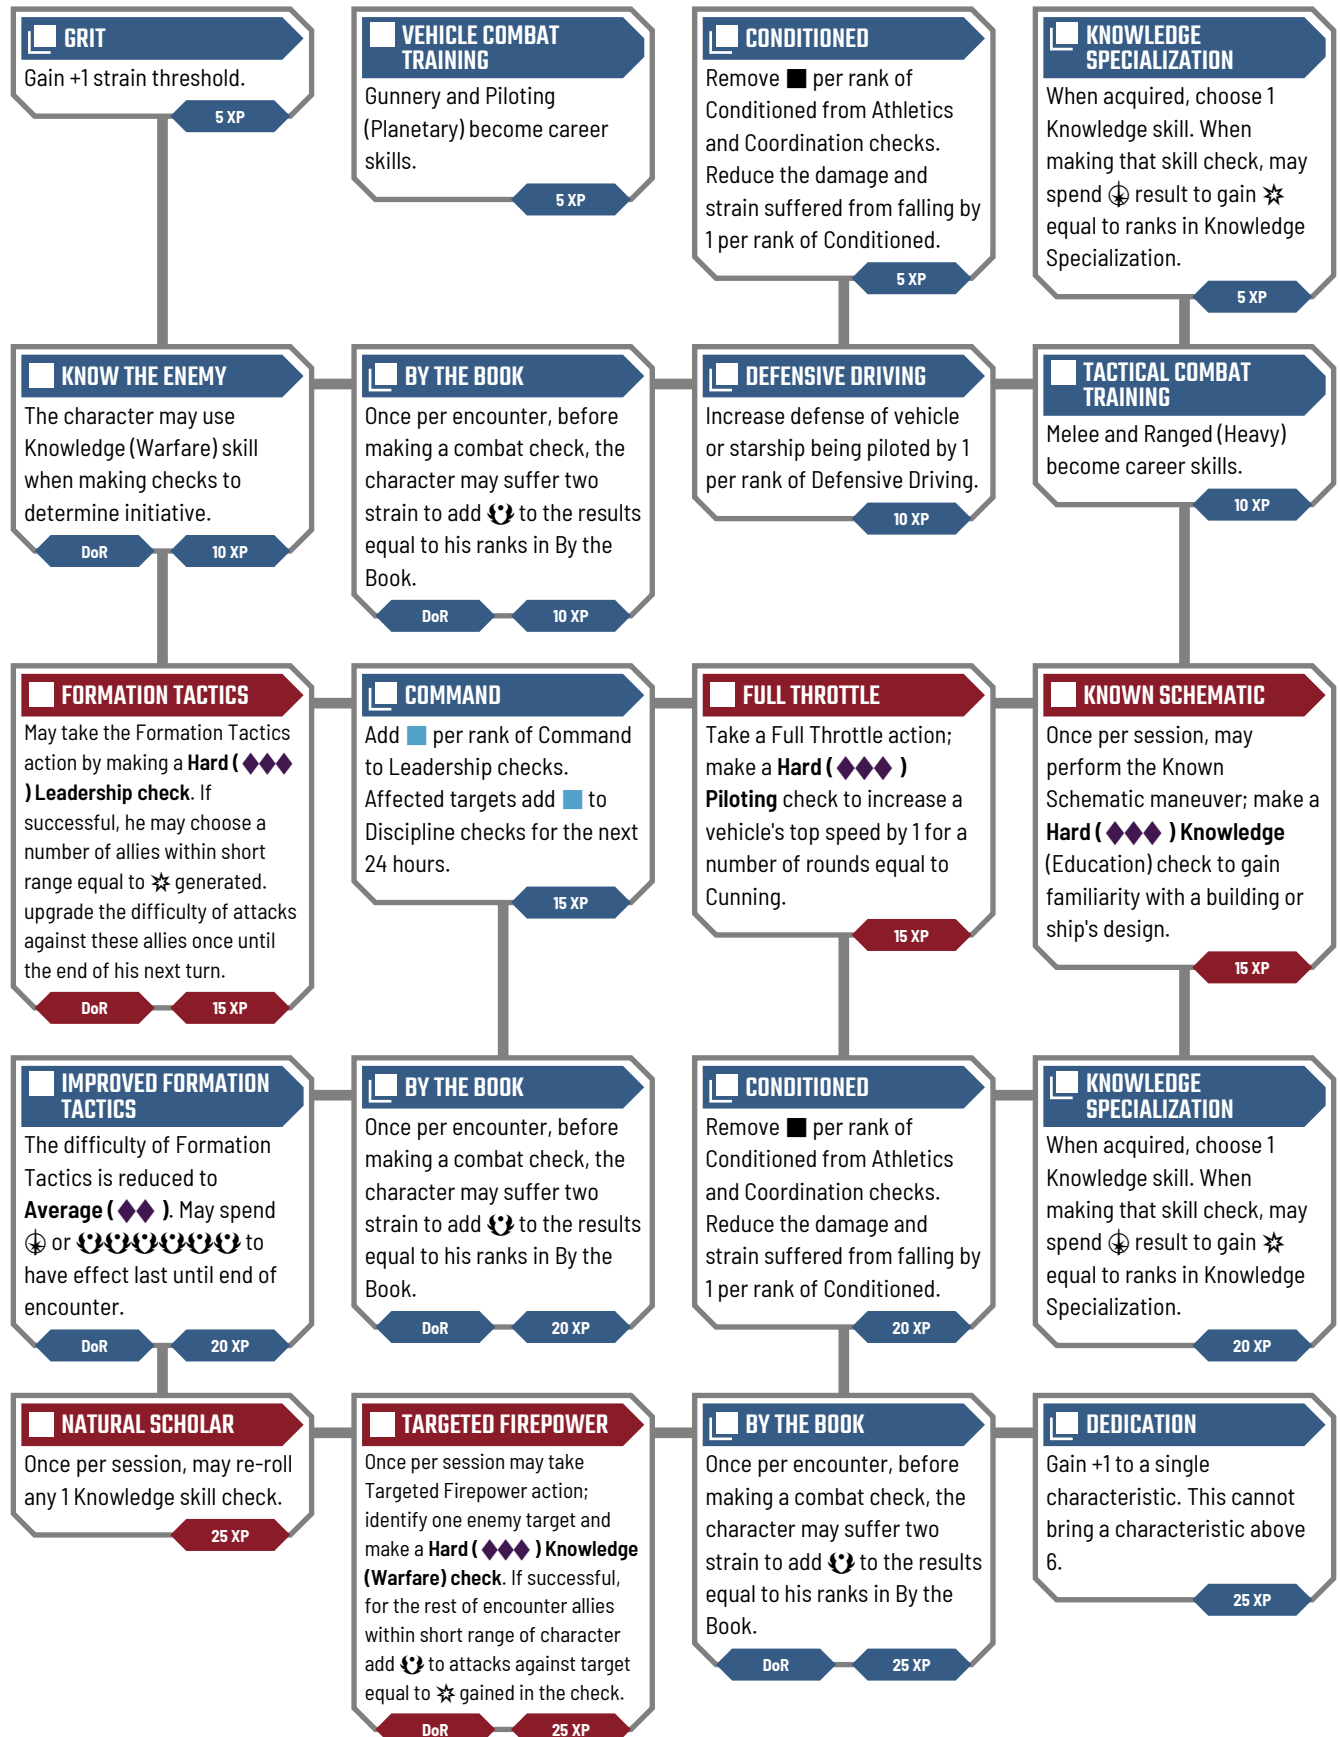 GRIT
Gain +1 strain threshold.
5 XP
VEHICLE COMBAT
TRAINING
Gunnery and Piloting
(Planetary) become career
skills.
5 XP
CONDITIONED
Remove ■ per rank of
Conditioned from Athletics
and Coordination checks.
Reduce the damage and
strain suffered from falling by
1 per rank of Conditioned.
5 XP
KNOWLEDGE
SPECIALIZATION
When acquired, choose 1
Knowledge skill. When
making that skill check, may
spend result to gain
equal to ranks in Knowledge
Specialization.
5 XP
KNOW THE ENEMY
The character may use
Knowledge (Warfare) skill
when making checks to
determine initiative.
DoR
10 XP
BY THE BOOK
Once per encounter, before
making a combat check, the
character may suffer two
strain to add to the results
equal to his ranks in By the
Book.
DoR
10 XP
DEFENSIVE DRIVING
Increase defense of vehicle
or starship being piloted by 1
per rank of Defensive Driving.
10 XP
TACTICAL COMBAT
TRAINING
Melee and Ranged (Heavy)
become career skills.
10 XP
FORMATION TACTICS
May take the Formation Tactics
action by making a Hard ( ◆◆◆
) Leadership check. If
successful, he may choose a
number of allies within short
range equal to generated.
upgrade the difficulty of attacks
against these allies once until
the end of his next turn.
DoR
15 XP
COMMAND
Add ■ per rank of Command
to Leadership checks.
Affected targets add ■ to
Discipline checks for the next
24 hours.
15 XP
FULL THROTTLE
Take a Full Throttle action;
make a Hard ( ◆◆◆ )
Piloting check to increase a
vehicle's top speed by 1 for a
number of rounds equal to
Cunning.
15 XP
KNOWN SCHEMATIC
Once per session, may
perform the Known
Schematic maneuver; make a
Hard ( ◆◆◆ ) Knowledge
(Education) check to gain
familiarity with a building or
ship's design.
15 XP
IMPROVED FORMATION
TACTICS
The difficulty of Formation
Tactics is reduced to
Average ( ◆◆ ). May spend
or to
have effect last until end of
encounter.
DoR
20 XP
BY THE BOOK
Once per encounter, before
making a combat check, the
character may suffer two
strain to add to the results
equal to his ranks in By the
Book.
DoR
20 XP
CONDITIONED
Remove ■ per rank of
Conditioned from Athletics
and Coordination checks.
Reduce the damage and
strain suffered from falling by
1 per rank of Conditioned.
20 XP
KNOWLEDGE
SPECIALIZATION
When acquired, choose 1
Knowledge skill. When
making that skill check, may
spend result to gain
equal to ranks in Knowledge
Specialization.
20 XP
NATURAL SCHOLAR
Once per session, may re-roll
any 1 Knowledge skill check.
25 XP
TARGETED FIREPOWER
Once per session may take
Targeted Firepower action;
identify one enemy target and
make a Hard ( ◆◆◆ ) Knowledge
(Warfare) check. If successful,
for the rest of encounter allies
within short range of character
add to attacks against target
equal to gained in the check.
DoR
25 XP
BY THE BOOK
Once per encounter, before
making a combat check, the
character may suffer two
strain to add to the results
equal to his ranks in By the
Book.
DoR
25 XP
DEDICATION
Gain +1 to a single
characteristic. This cannot
bring a characteristic above
6.
25 XP